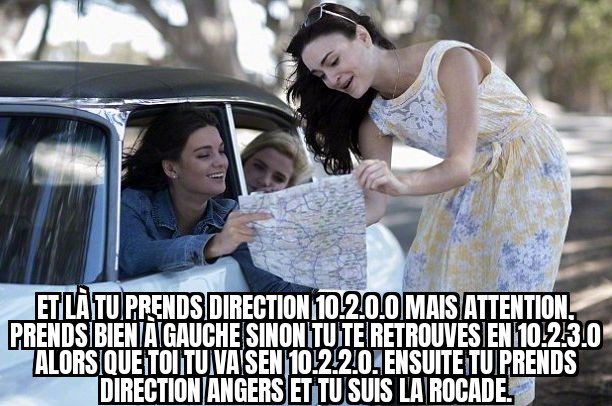 ET LÀ TU PRENDS DIRECTION 10.2.0.0 MAIS ATTENTION.
PRENDS BIEN À GAUCHE SINON TU TE RETROUVES EN 10.2.3.0
ALORS QUE TOI TU VA SEN 10.2.2.0. ENSUITE TU PRENDS
DIRECTION ANGERS ET TU SUIS LA ROCADE.